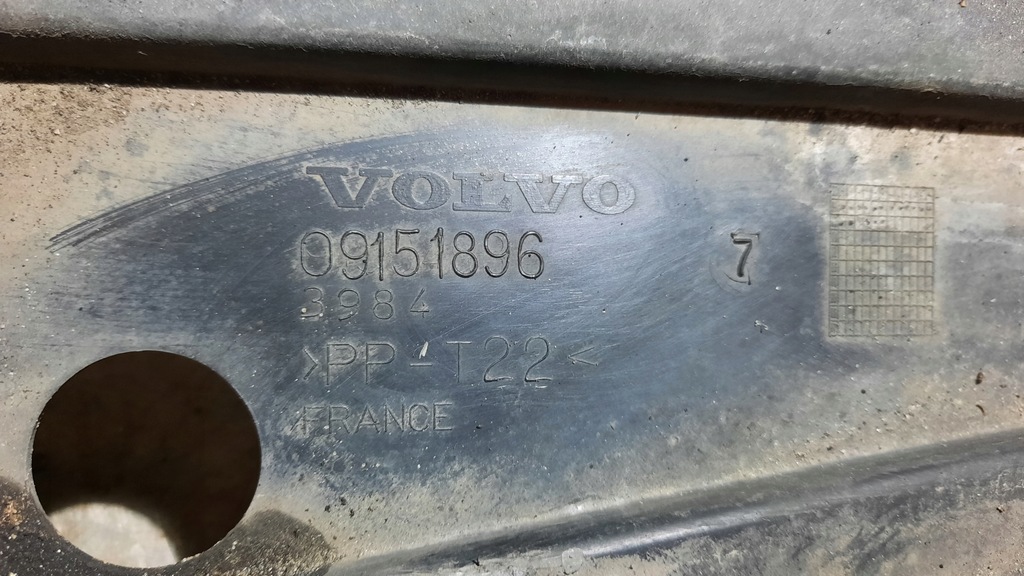 VOLVO
09151896
7
3984
>PP-T22<
FRANCE